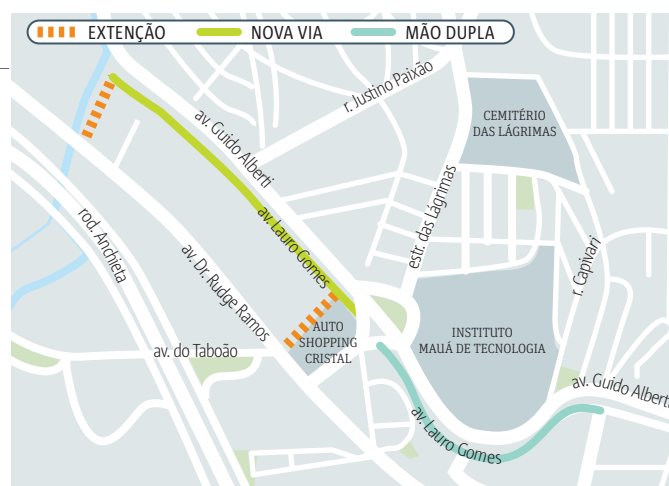 EXTENÇÃO
NOVA VIA
MÃO DUPLA
r. Justino Paixão
CEMITÉRIO
DAS LÁGRIMAS
av. Guido Alberti
estr. das Lágrimas
av. Lauro Gomes
rod. Anchieta
av. Dr. Rudge Ramos
r. Capivari
AUTO
SHOPPING
CRISTAL
INSTITUTO
MAUÁ DE TECNOLOGIA
av. do Taboão
av. Guido Alberti
av. Lauro Gomes